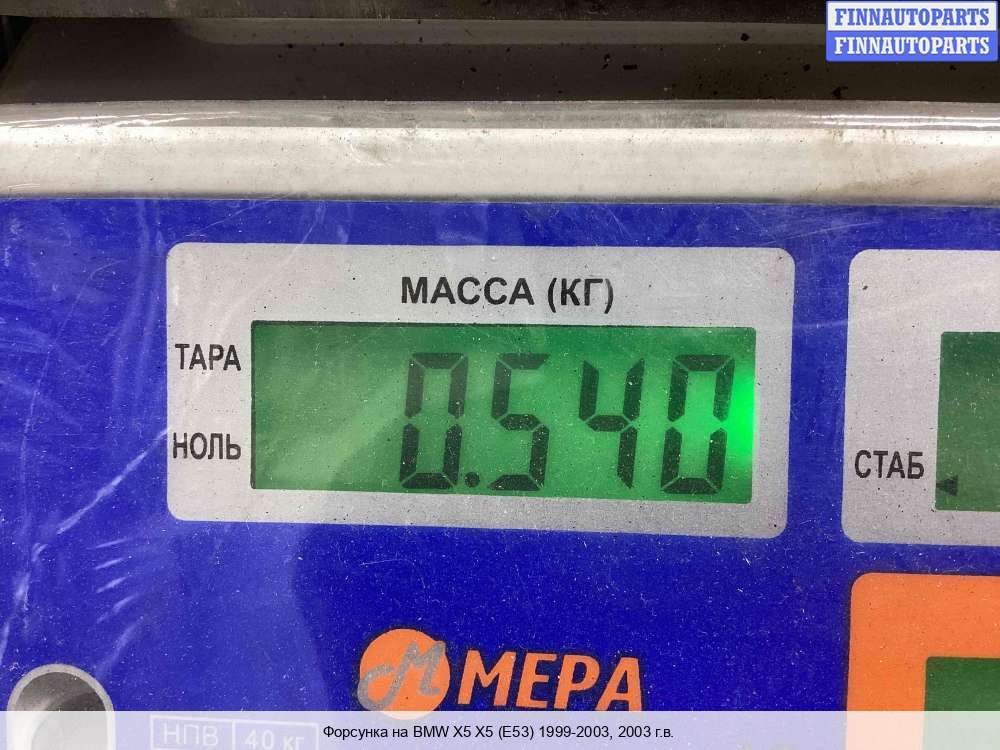 FINNAUTOPARTS
FINNAUTOPARTS
МАССА (КГ)
ТАРА
0.540
НОЛЬ
СТАБ
М МЕРА
НПВ 40 кг
Форсунка на BMW X5 X5 (E53) 1999-2003, 2003 г.в.